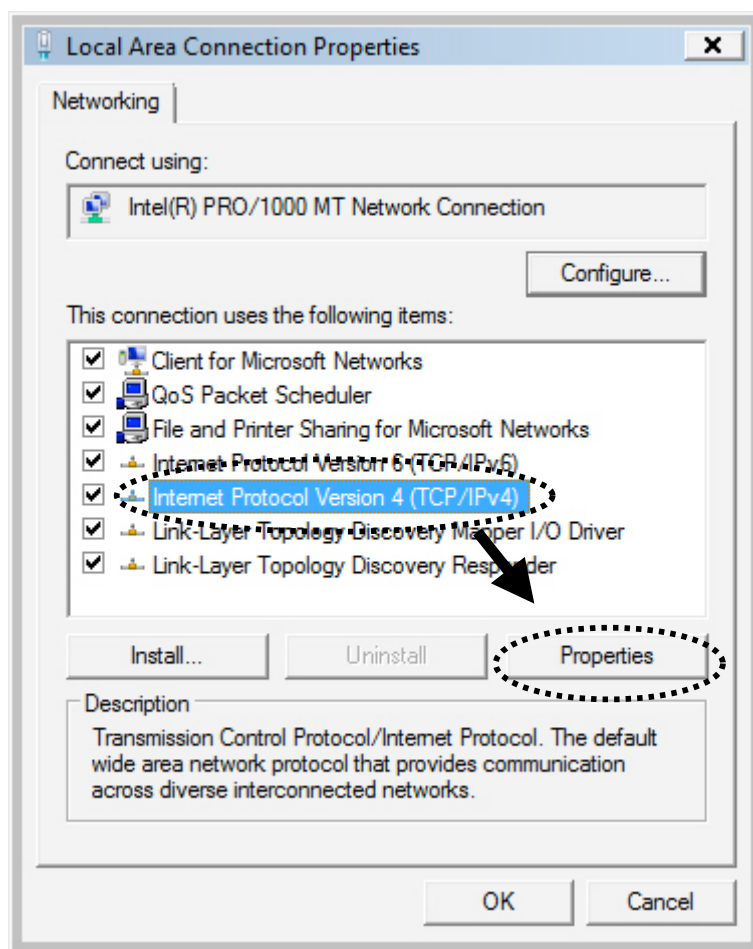 Local Area Connection Properties
Networking
Connect using:
Intel(R) PRO/1000 MT Network Connection
Configure...
This connection uses the following items:
Client for Microsoft Networks
QoS Packet Scheduler
File and Printer Sharing for Microsoft Networks
Internet Protocol Version 6 (TCP/IPv6)
Internet Protocol Version 4 (TCP/IPv4)
Link-Layer Topology Discovery Mapper I/O Driver
Link-Layer Topology Discovery Responder
Install... Uninstall Properties
Description
Transmission Control Protocol/Internet Protocol. The default
wide area network protocol that provides communication
across diverse interconnected networks.
OK Cancel